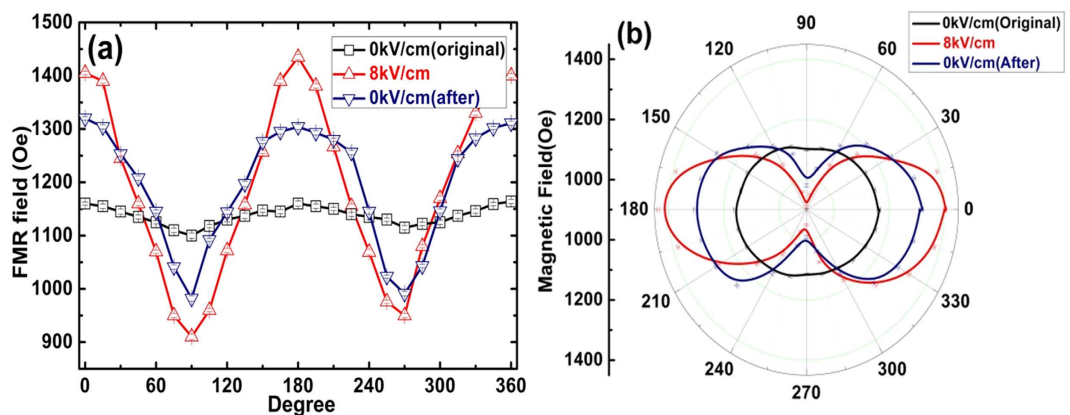 (a)
0kV/cm(original)
8kV/cm
0kV/cm(after)
FMR field (Oe)
1500
1400
1300
1200
1100
1000
900
0 60 120 180 240 300 360
Degree
(b)
0kV/cm(Original)
8kV/cm
0kV/cm(After)
Magnetic Field(Oe)
1400
1200
1000
1000
1200
1400
90
120 60
150 30
180 0
210 330
240 300
270